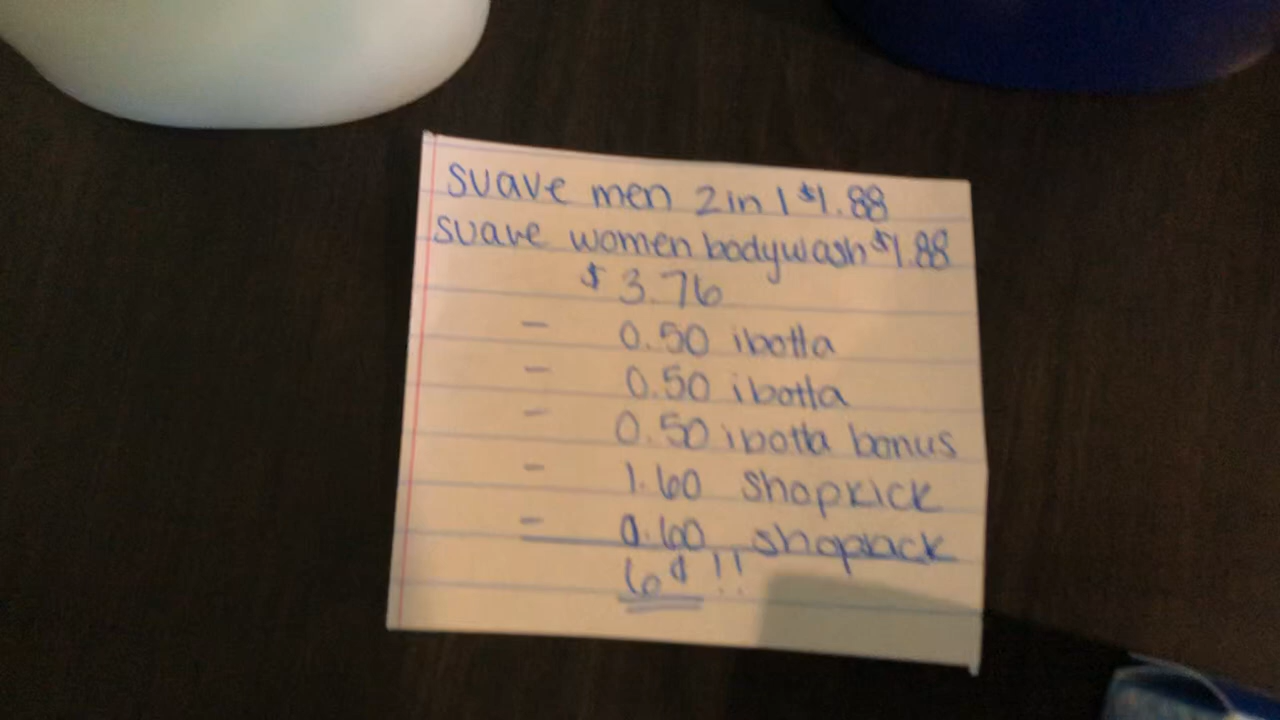 suave men 2in1 $1.88
suave women bodywash $1.88
$3.76
- 0.50 ibotta
- 0.50 ibotta
- 0.50 ibotta bonus
- 1.60 shopkick
- 0.60 shopkick
6¢!!